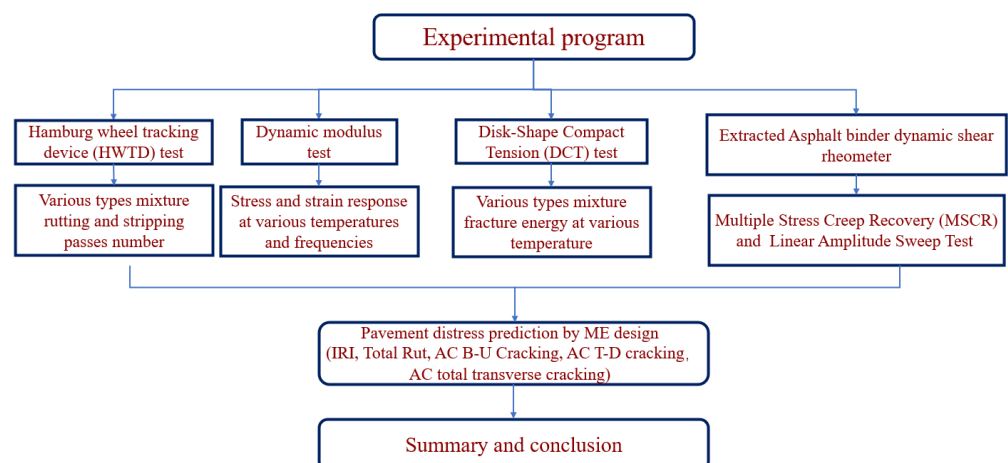 Experimental program
Hamburg wheel tracking
device (HWTD) test
Dynamic modulus
test
Disk-Shape Compact
Tension (DCT) test
Extracted Asphalt binder dynamic shear
rheometer
Various types mixture
rutting and stripping
passes number
Stress and strain response
at various temperatures
and frequencies
Various types mixture
fracture energy at various
temperature
Multiple Stress Creep Recovery (MSCR)
and Linear Amplitude Sweep Test
Pavement distress prediction by ME design
(IRI, Total Rut, AC B-U Cracking, AC T-D cracking,
AC total transverse cracking)
Summary and conclusion